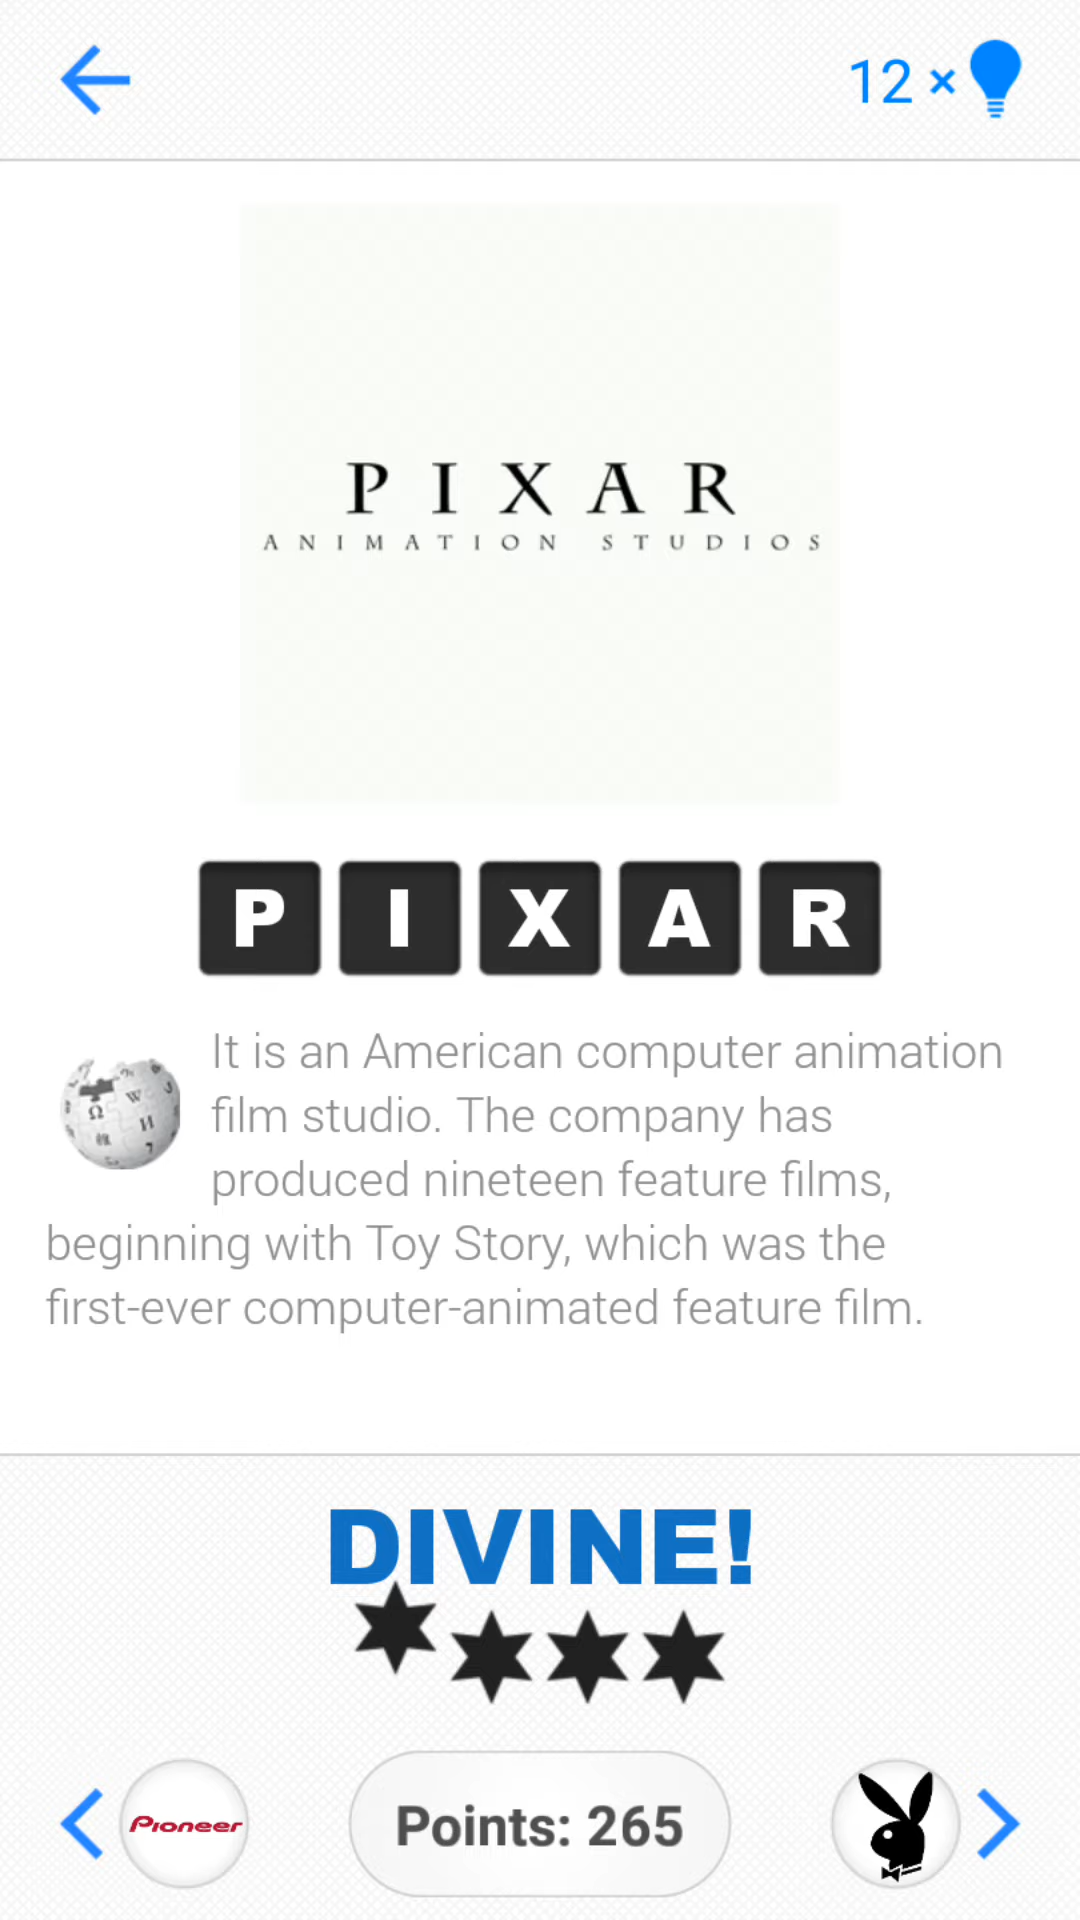 12 ×
PIXAR
ANIMATION STUDIOS
PIXAR
It is an American computer animation
film studio. The company has
produced nineteen feature films,
beginning with Toy Story, which was the
first-ever computer-animated feature film.
DIVINE!
Pioneer
Points: 265